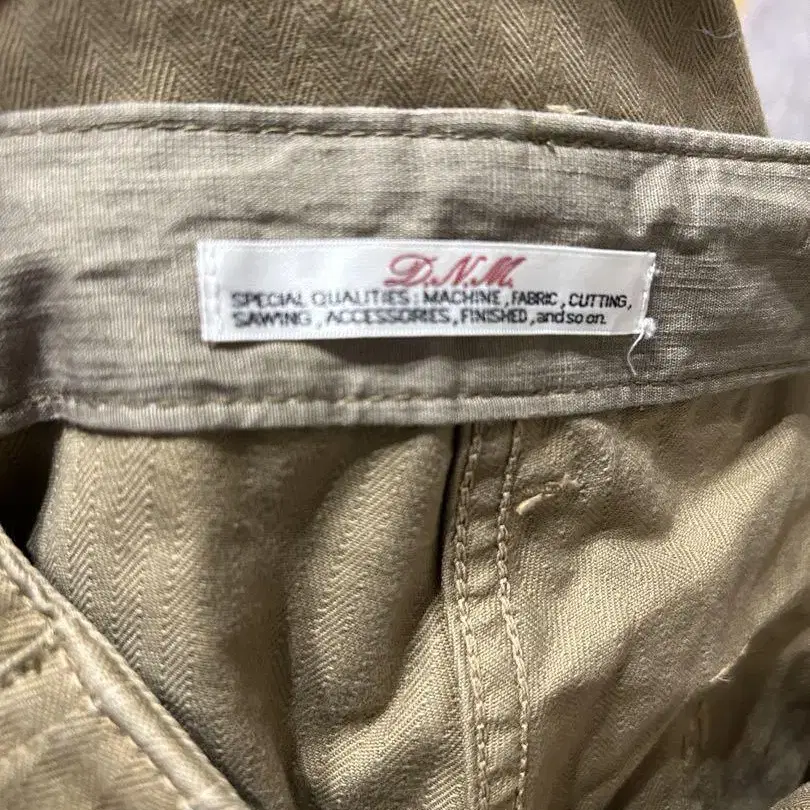 D.N.M.
SPECIAL QUALITIES : MACHINE , FABRIC , CUTTING ,
SAWING , ACCESSORIES , FINISHED , and so on.